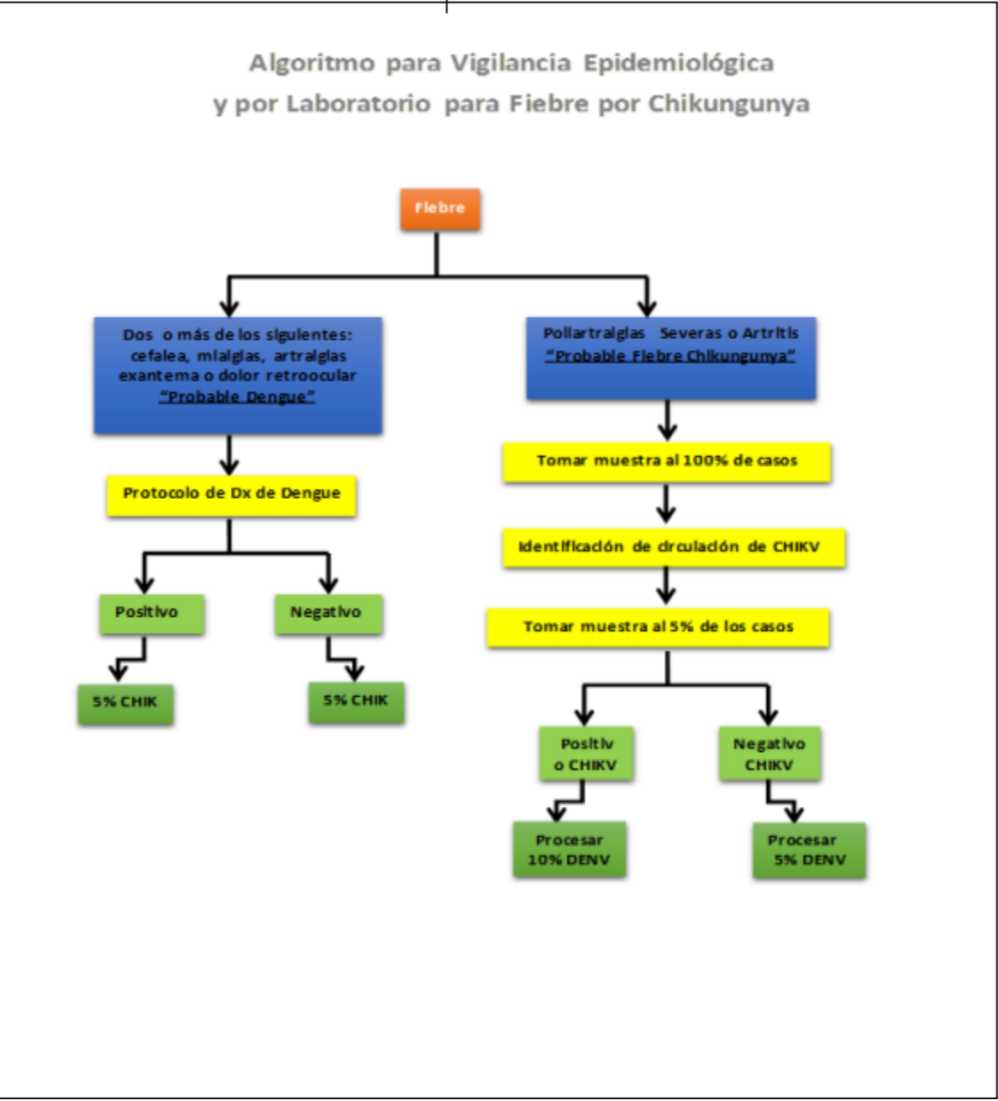 Algoritmo para Vigilancia Epidemiológica
y por Laboratorio para Fiebre por Chikungunya
Fiebre
Dos o más de los siguientes:
cefalea, mialgias, artralgias
exantema o dolor retroocular
“Probable Dengue”
Poliartralgias Severas o Artritis
“Probable Fiebre Chikungunya”
Tomar muestra al 100% de casos
Protocolo de Dx de Dengue
Identificación de circulación de CHIKV
Positivo
Negativo
Tomar muestra al 5% de los casos
5% CHIK
5% CHIK
Positiv
o CHIKV
Negativo
CHIKV
Procesar
10% DENV
Procesar
5% DENV